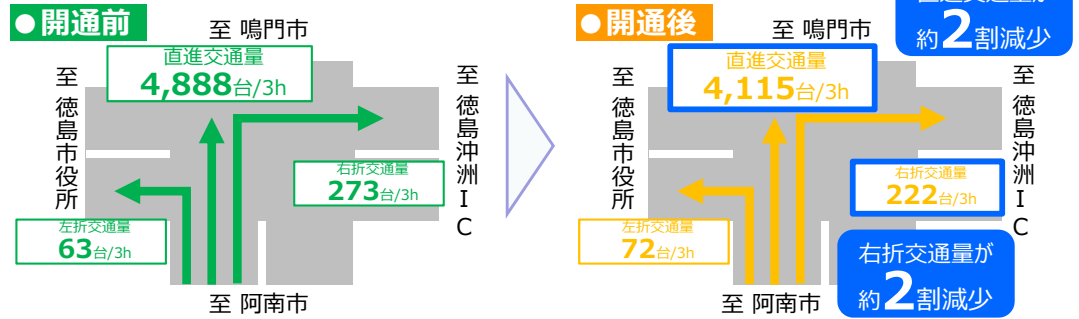 ●開通前
至 鳴門市
直進交通量
4,888台/3h
至 徳島市役所
至 徳島沖洲IC
右折交通量
273台/3h
左折交通量
63台/3h
至 阿南市
●開通後
至 鳴門市
約2割減少
直進交通量
4,115台/3h
至 徳島市役所
至 徳島沖洲IC
右折交通量
222台/3h
左折交通量
72台/3h
右折交通量が
約2割減少
至 阿南市